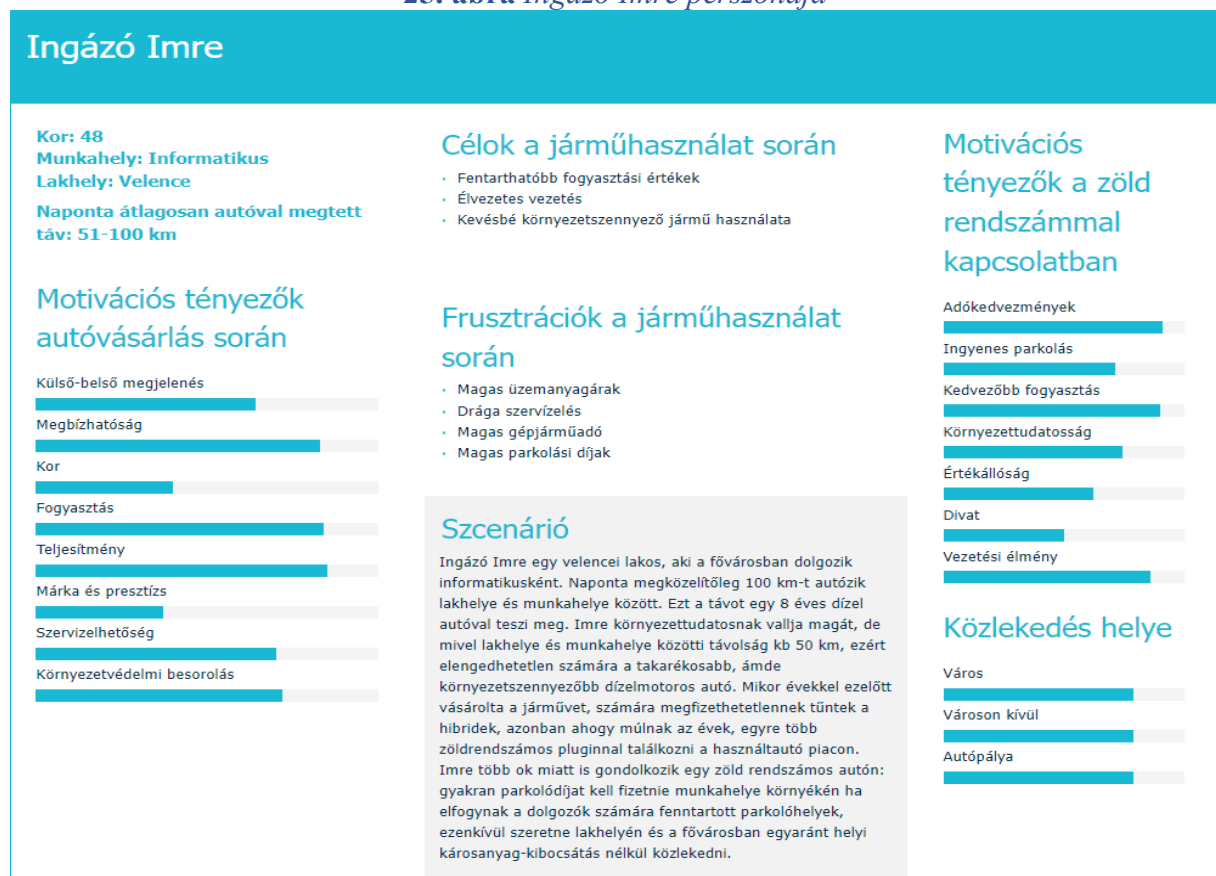 23. ábra Ingázó Imre perszónája
Ingázó Imre
Kor: 48
Munkahely: Informatikus
Lakhely: Velence
Naponta átlagosan autóval megtett
táv: 51-100 km
Motivációs tényezők
autóvásárlás során
Külső-belső megjelenés
Megbízhatóság
Kor
Fogyasztás
Teljesítmény
Márka és presztízs
Szervizelhetőség
Környezetvédelmi besorolás
Célok a járműhasználat során
• Fentarthatóbb fogyasztási értékek
• Élvezetes vezetés
• Kevésbé környezetszennyező jármű használata
Frusztrációk a járműhasználat
során
• Magas üzemanyagárak
• Drága szervízelés
• Magas gépjárműadó
• Magas parkolási díjak
Szcenárió
Ingázó Imre egy velencei lakos, aki a fővárosban dolgozik
informatikusként. Naponta megközelítőleg 100 km-t autózik
lakhelye és munkahelye között. Ezt a távot egy 8 éves dízel
autóval teszi meg. Imre környezettudatosnak vallja magát, de
mivel lakhelye és munkahelye közötti távolság kb 50 km, ezért
elengedhetetlen számára a takarékosabb, ámde
környezetszennyezőbb dízelmotoros autó. Mikor évekkel ezelőtt
vásárolta a járművet, számára megfizethetetlennek tűntek a
hibridek, azonban ahogy múlnak az évek, egyre több
zöldrendszámos pluginnal találkozni a használtautó piacon.
Imre több ok miatt is gondolkozik egy zöld rendszámos autón:
gyakran parkolódíjat kell fizetnie munkahelye környékén ha
elfogynak a dolgozók számára fenntartott parkolóhelyek,
ezenkívül szeretne lakhelyén és a fővárosban egyaránt helyi
károsanyag-kibocsátás nélkül közlekedni.
Motivációs
tényezők a zöld
rendszámmal
kapcsolatban
Adókedvezmények
Ingyenes parkolás
Kedvezőbb fogyasztás
Környezettudatosság
Értékállóság
Divat
Vezetési élmény
Közlekedés helye
Város
Városon kívül
Autópálya